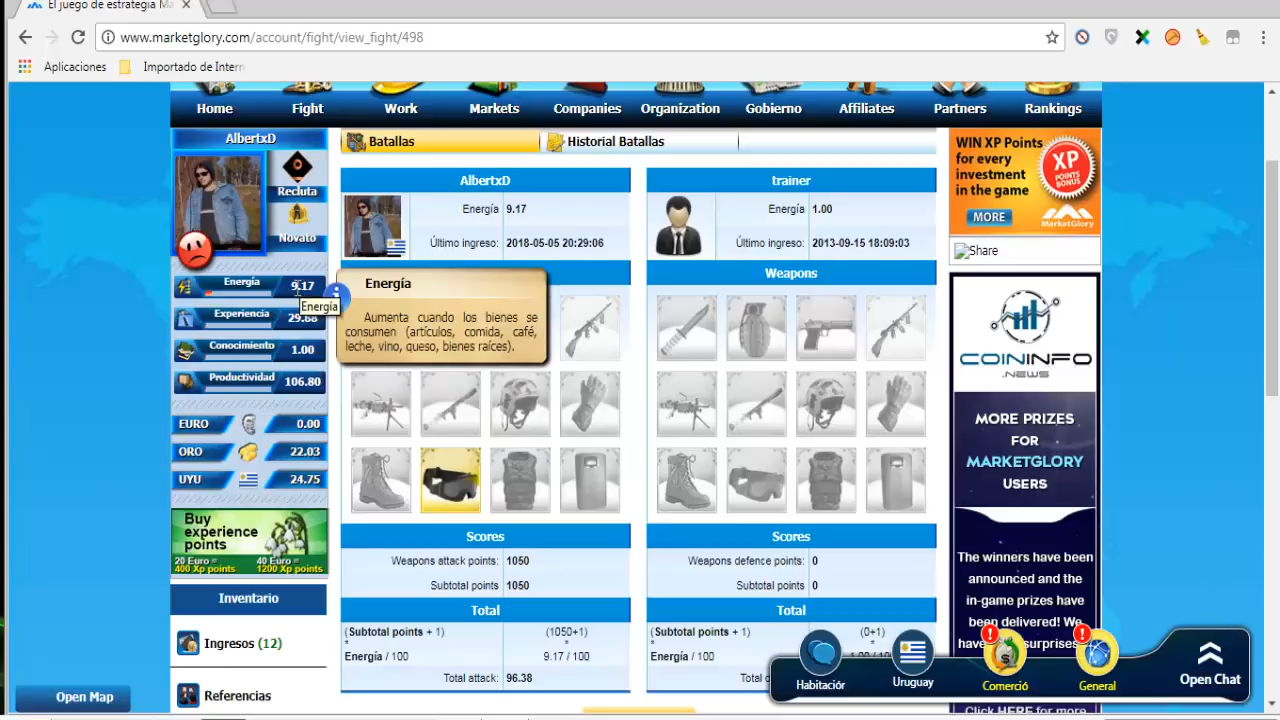 El juego de estrategia Ma
www.marketglory.com/account/fight/view_fight/498
Aplicaciones
Importado de Intern
Home
Fight
Work
Markets
Companies
Organization
Gobierno
Affiliates
Partners
Rankings
AlbertxD
Recluta
Novato
Energía 9.17
Energía
Experiencia 29.68
Conocimiento 1.00
Productividad 106.80
EURO 0.00
ORO 22.03
UYU 24.75
Buy
experience
points
20 Euro = 40 Euro =
400 Xp points 1200 Xp points
Inventario
Ingresos (12)
Referencias
Open Map
Batallas
Historial Batallas
AlbertxD
Energía 9.17
Último ingreso: 2018-05-05 20:29:06
Energía
Aumenta cuando los bienes se
consumen (artículos, comida, café,
leche, vino, queso, bienes raíces).
Scores
Weapons attack points: 1050
Subtotal points 1050
Total
(Subtotal points + 1) (1050+1)
* *
Energía / 100 9.17 / 100
Total attack: 96.38
trainer
Energía 1.00
Último ingreso: 2013-09-15 18:09:03
Weapons
Scores
Weapons defence points: 0
Subtotal points 0
Total
(Subtotal points + 1) (0+1)
* *
Energía / 100 1.00 / 100
WIN XP Points
for every
investment
in the game
XP
POINTS
BONUS
MORE
MarketGlory
Share
COININFO
.NEWS
MORE PRIZES
FOR
MARKETGLORY
USERS
The winners have been
announced and the
in-game prizes have
been delivered! We
Click HERE for more
Habitaciór
Uruguay
Comerció
General
Open Chat